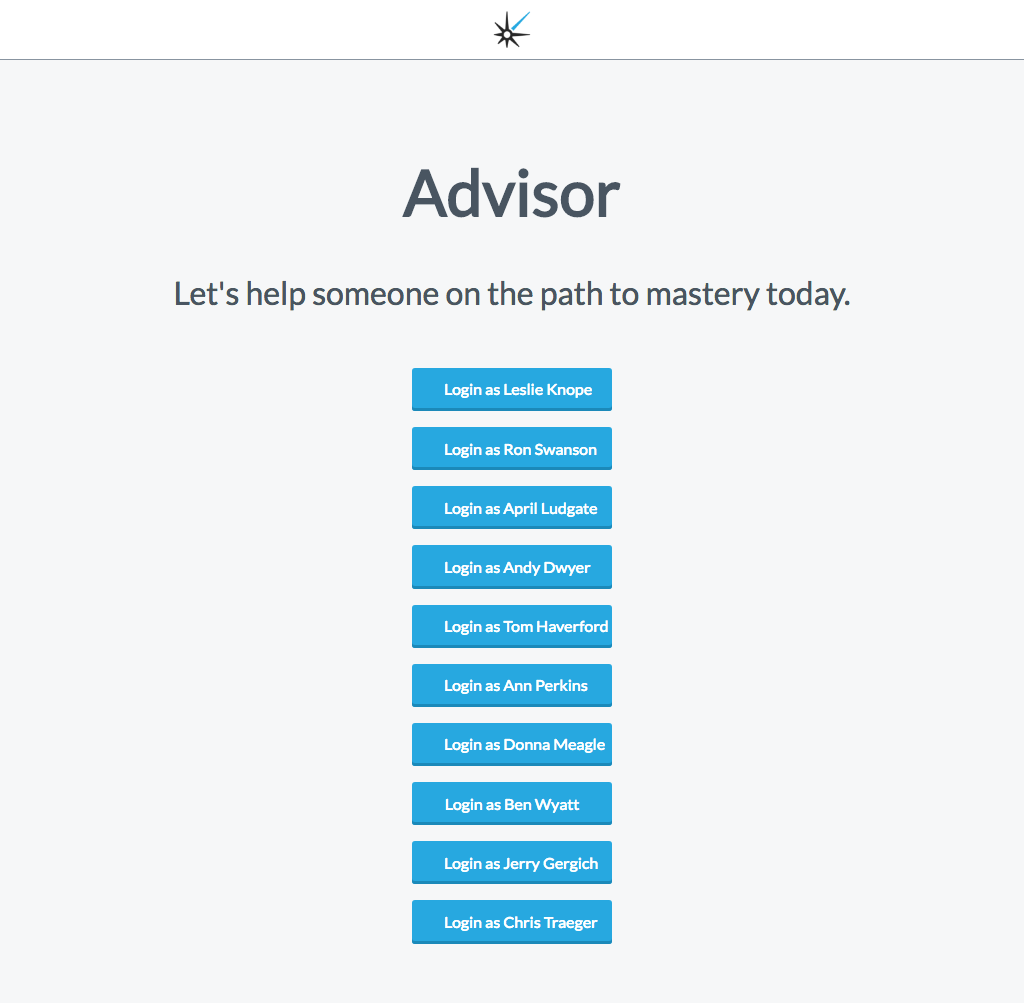 Advisor
Let's help someone on the path to mastery today.
Login as Leslie Knope
Login as Ron Swanson
Login as April Ludgate
Login as Andy Dwyer
Login as Tom Haverford
Login as Ann Perkins
Login as Donna Meagle
Login as Ben Wyatt
Login as Jerry Gergich
Login as Chris Traeger